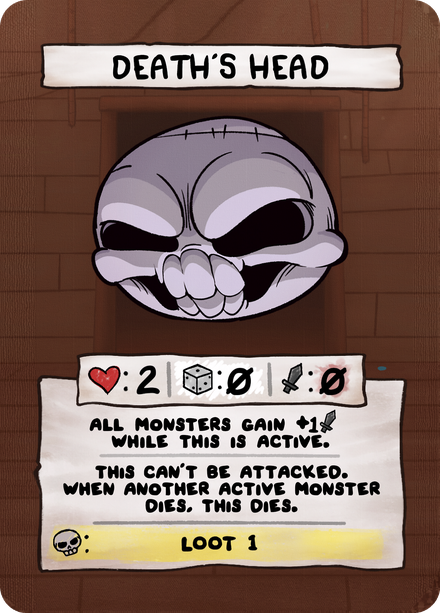 DEATH'S HEAD
:2 :0 :0
ALL MONSTERS GAIN +1
WHILE THIS IS ACTIVE.
THIS CAN'T BE ATTACKED.
WHEN ANOTHER ACTIVE MONSTER
DIES, THIS DIES.
: LOOT 1